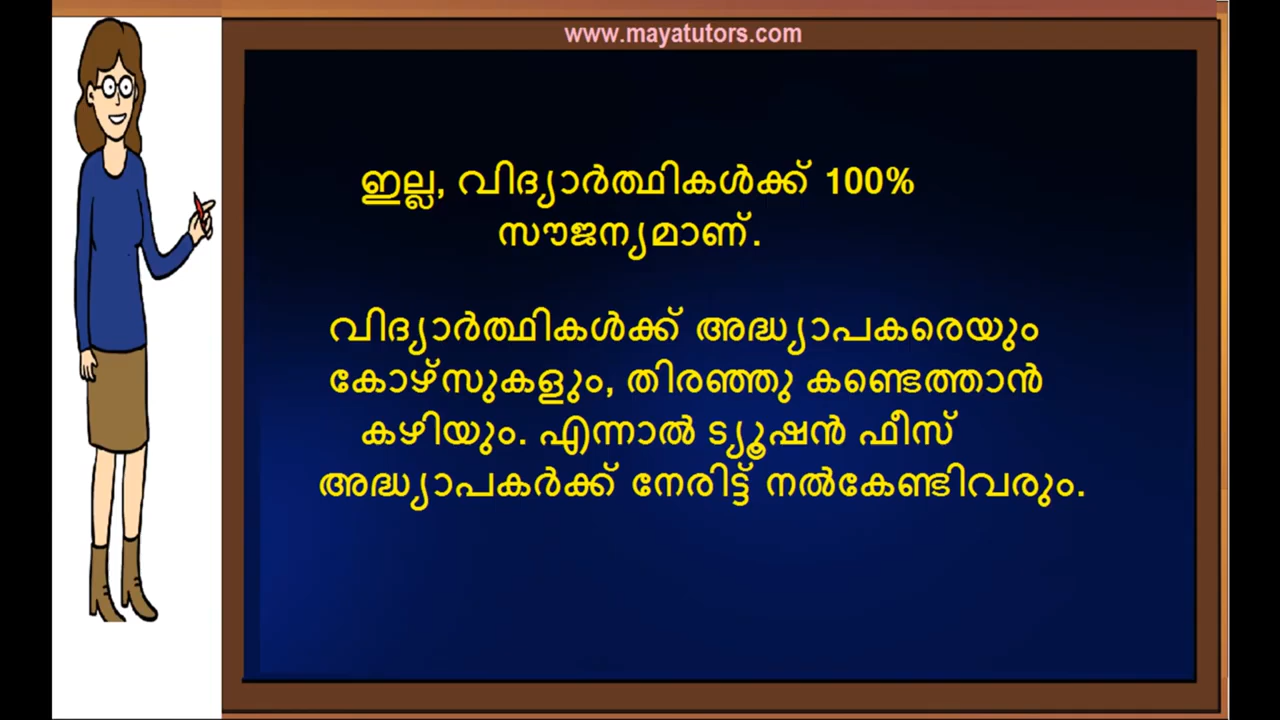 www.mayatutors.com
ഇല്ല, വിദ്യാർത്ഥികൾക്ക് 100%
സൗജന്യമാണ്.
വിദ്യാർത്ഥികൾക്ക് അദ്ധ്യാപകരെയും
കോഴ്സുകളും, തിരഞ്ഞു കണ്ടെത്താൻ
കഴിയും. എന്നാൽ ട്യൂഷൻ ഫീസ്
അദ്ധ്യാപകർക്ക് നേരിട്ട് നൽകേണ്ടിവരും.